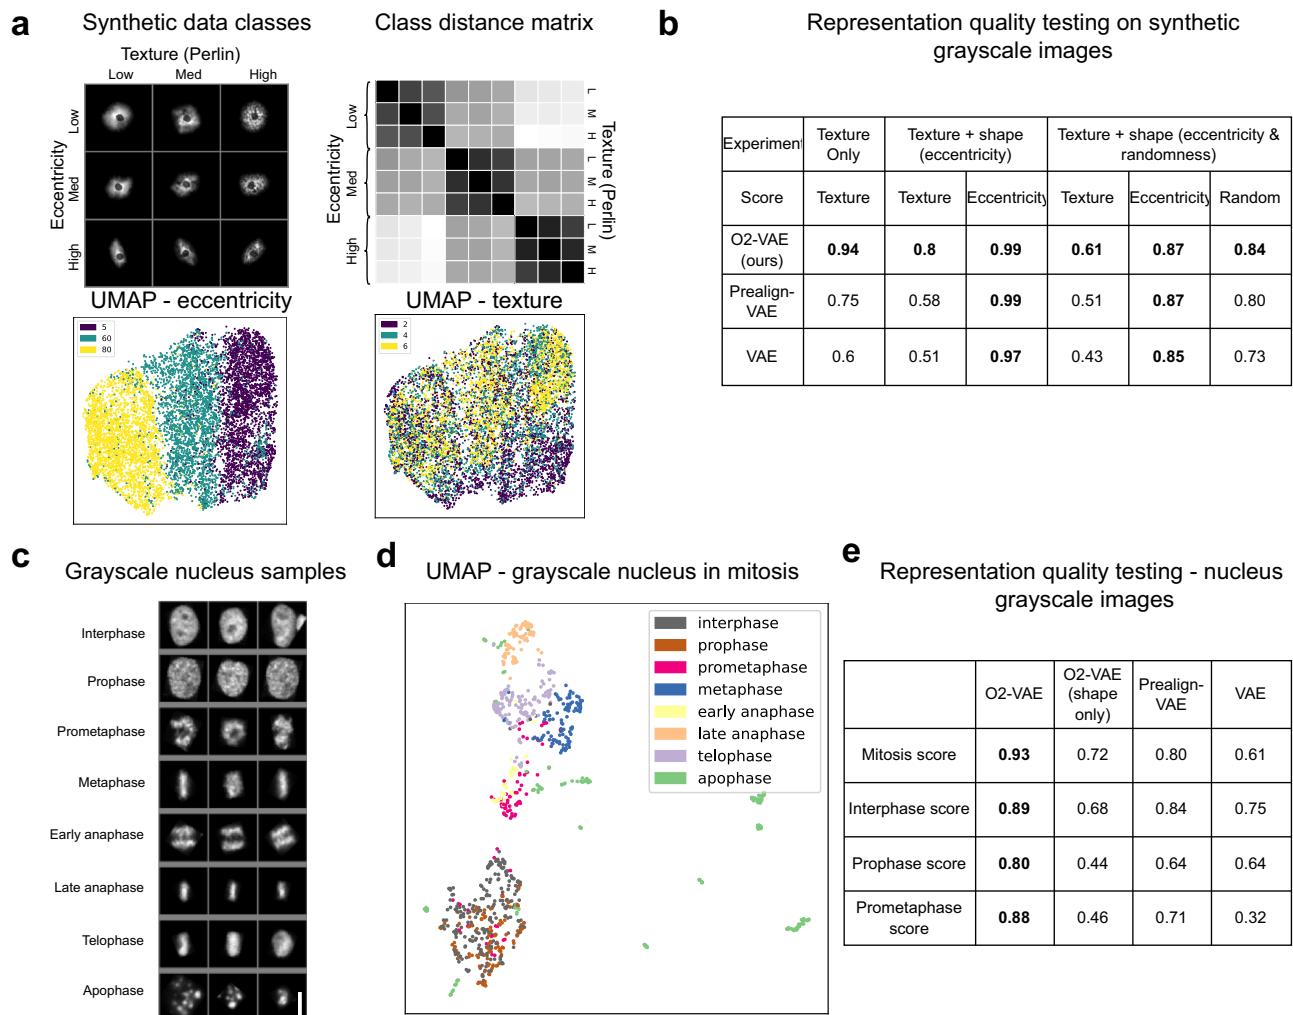 a
Synthetic data classes
Texture (Perlin)
Low Med High
Eccentricity
Low
Med
High
Class distance matrix
Eccentricity
Low
Med
High
L
M
H
L
M
H
L
M
H
Texture (Perlin)
UMAP - eccentricity
5
60
80
UMAP - texture
2
4
6
b
Representation quality testing on synthetic
grayscale images
Experiment Texture Only Texture + shape (eccentricity) Texture + shape (eccentricity & randomness)
Score Texture Texture Eccentricity Texture Eccentricity Random
O2-VAE (ours) 0.94 0.8 0.99 0.61 0.87 0.84
Prealign-VAE 0.75 0.58 0.99 0.51 0.87 0.80
VAE 0.6 0.51 0.97 0.43 0.85 0.73
c
Grayscale nucleus samples
Interphase
Prophase
Prometaphase
Metaphase
Early anaphase
Late anaphase
Telophase
Apophase
d
UMAP - grayscale nucleus in mitosis
interphase
prophase
prometaphase
metaphase
early anaphase
late anaphase
telophase
apophase
e
Representation quality testing - nucleus
grayscale images
O2-VAE O2-VAE (shape only) Prealign-VAE VAE
Mitosis score 0.93 0.72 0.80 0.61
Interphase score 0.89 0.68 0.84 0.75
Prophase score 0.80 0.44 0.64 0.64
Prometaphase score 0.88 0.46 0.71 0.32